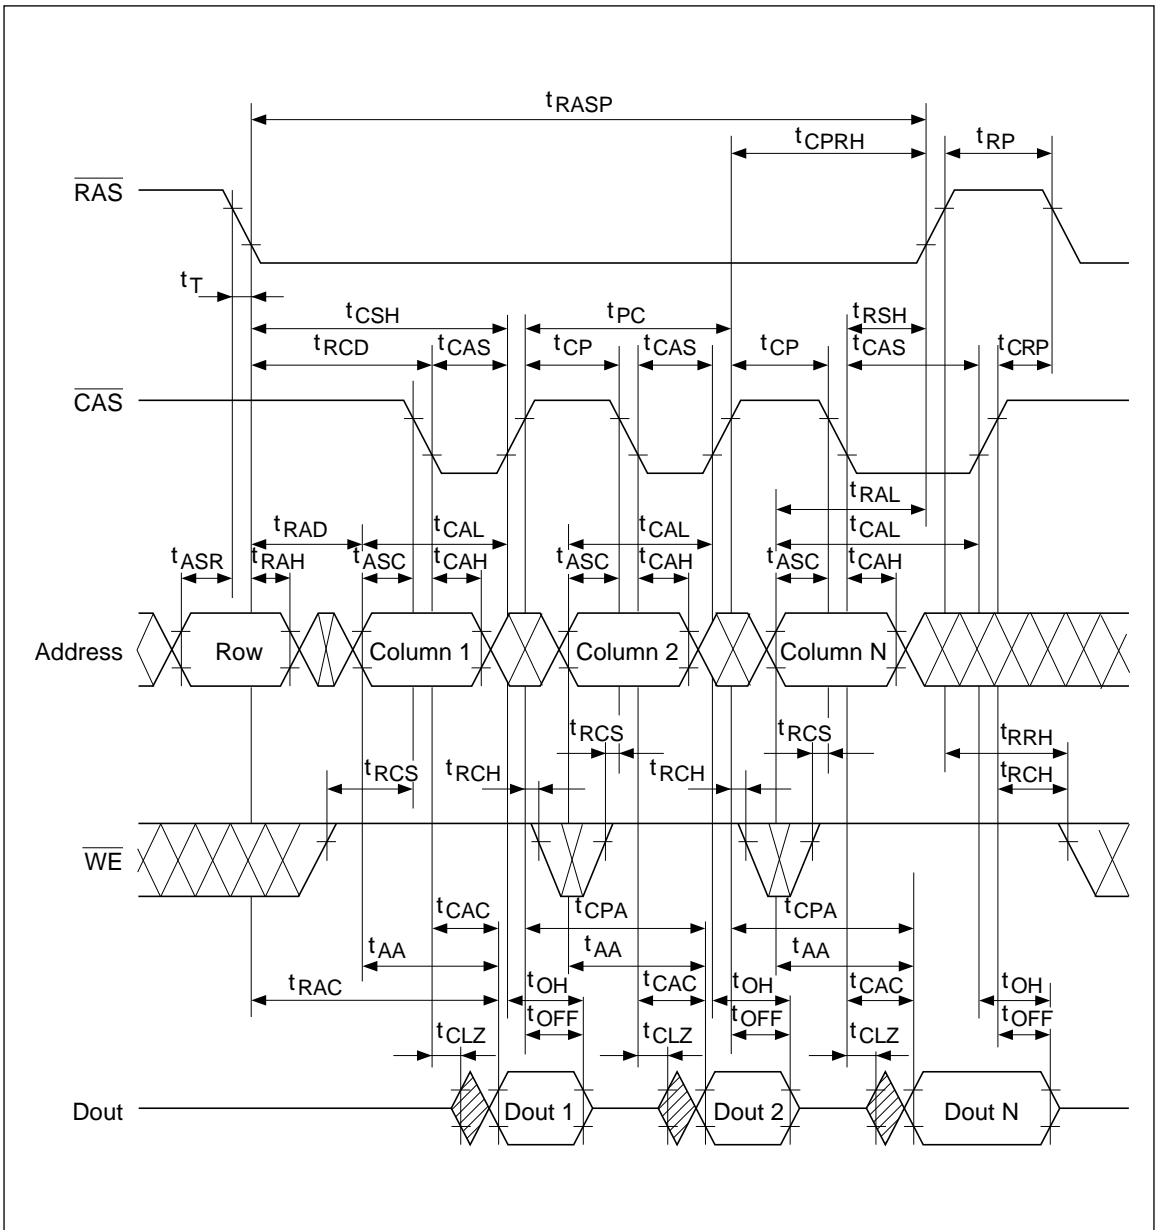 tRASP
tCPRH tRP
RAS
tT
tCSH tPC tRSH
tRCD tCAS tCP tCAS tCP tCAS tCRP
CAS
tRAL
tRAD tCAL tCAL tCAL
tASR tRAH tASC tCAH tASC tCAH tASC tCAH
Address Row Column 1 Column 2 Column N
tRCS tRCS tRRH
tRCS tRCH tRCH tRCH
WE
tCAC tCPA tCPA
tAA tAA tAA
tRAC tOH tCAC tOH tCAC tOH
tOFF tOFF tOFF
tCLZ tCLZ tCLZ
Dout Dout 1 Dout 2 Dout N